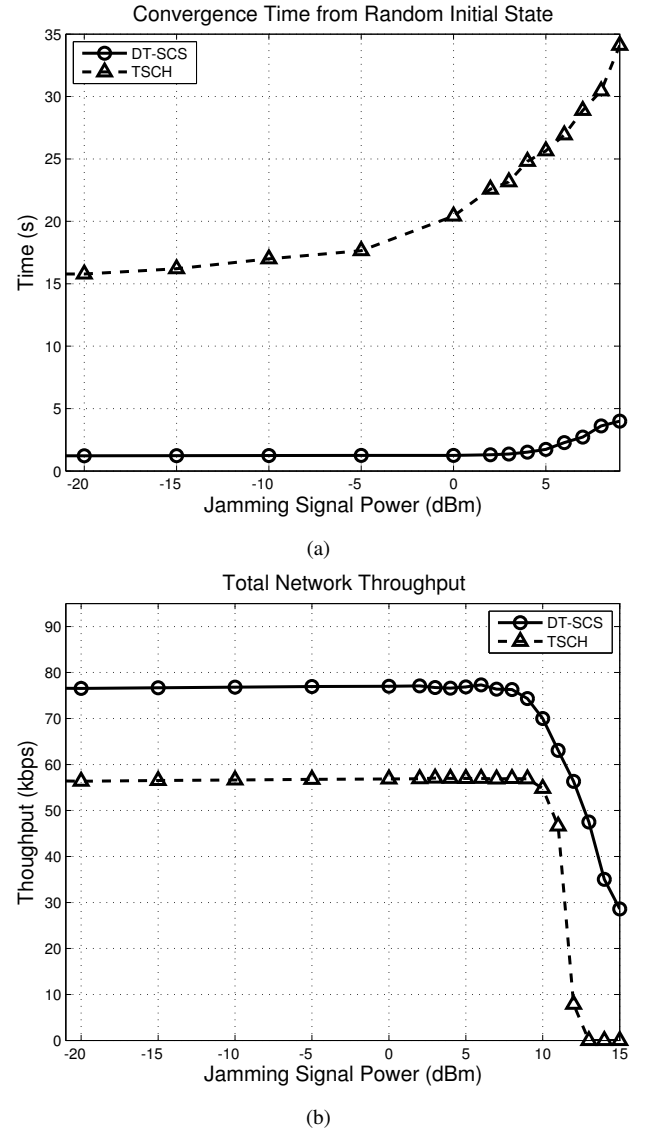 Convergence Time from Random Initial State
35
30
25
20
15
10
5
0
Time (s)
DT-SCS
TSCH
-20 -15 -10 -5 0 5
Jamming Signal Power (dBm)
(a)
Total Network Throughput
90
80
70
60
50
40
30
20
10
0
Thoughput (kbps)
DT-SCS
TSCH
-20 -15 -10 -5 0 5 10 15
Jamming Signal Power (dBm)
(b)